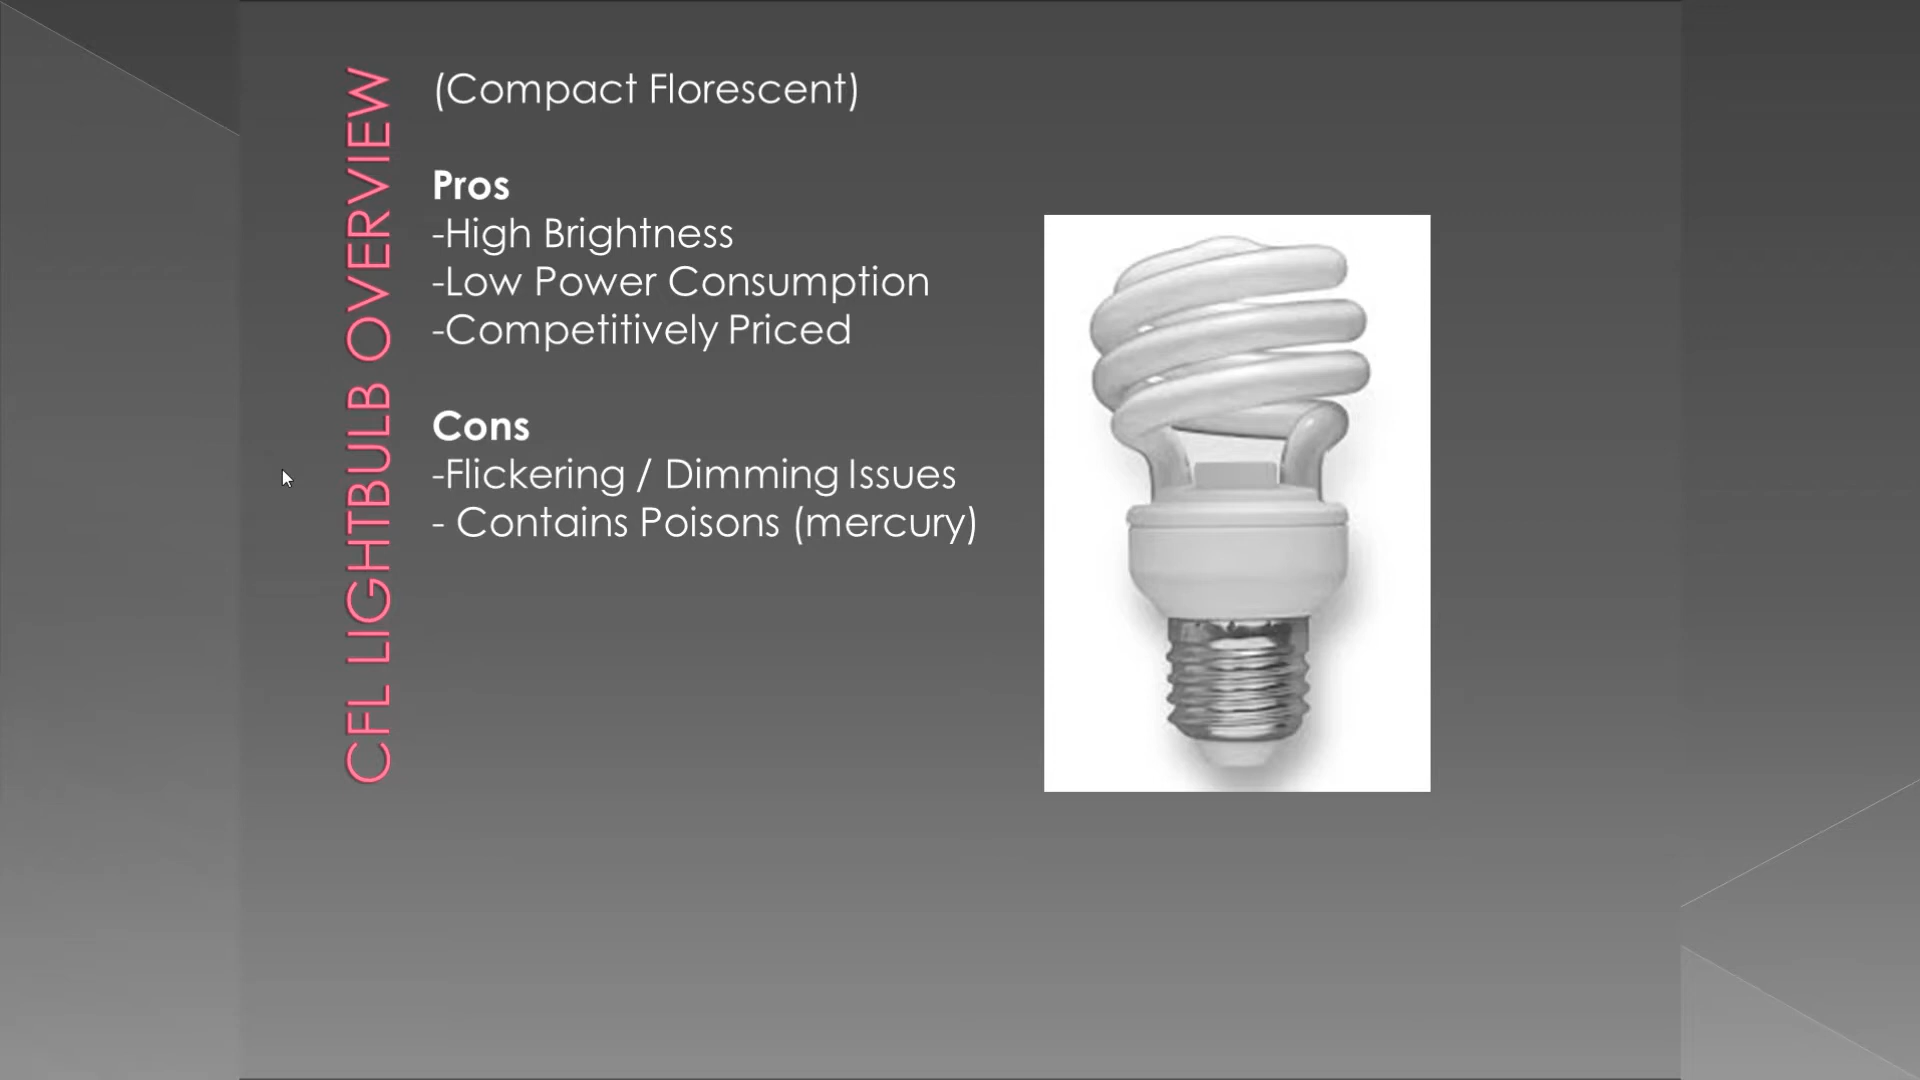 CFL LIGHTBULB OVERVIEW
(Compact Florescent)
Pros
-High Brightness
-Low Power Consumption
-Competitively Priced
Cons
-Flickering / Dimming Issues
- Contains Poisons (mercury)